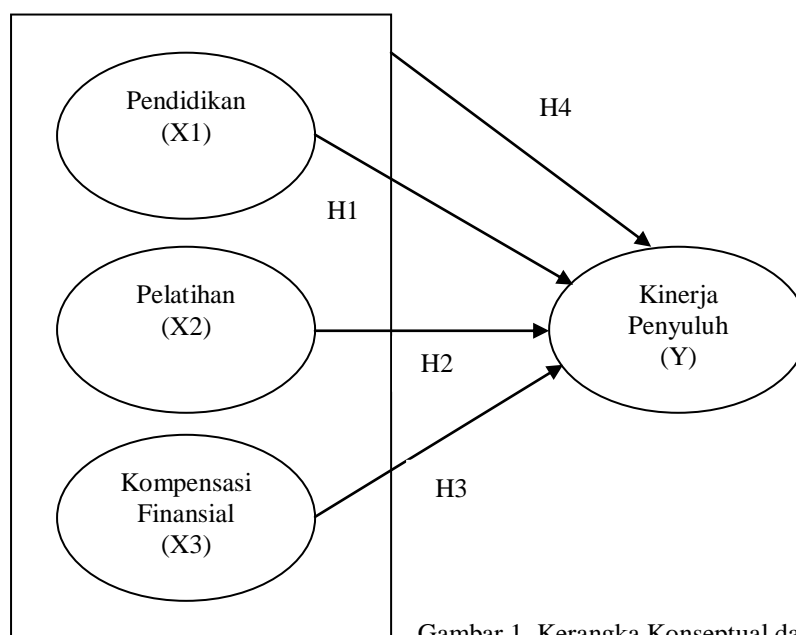 Pendidikan
(X1)
H4
H1
Pelatihan
(X2)
Kinerja
Penyuluh
(Y)
H2
Kompensasi
Finansial
(X3)
H3
Gambar 1. Kerangka Konseptual da